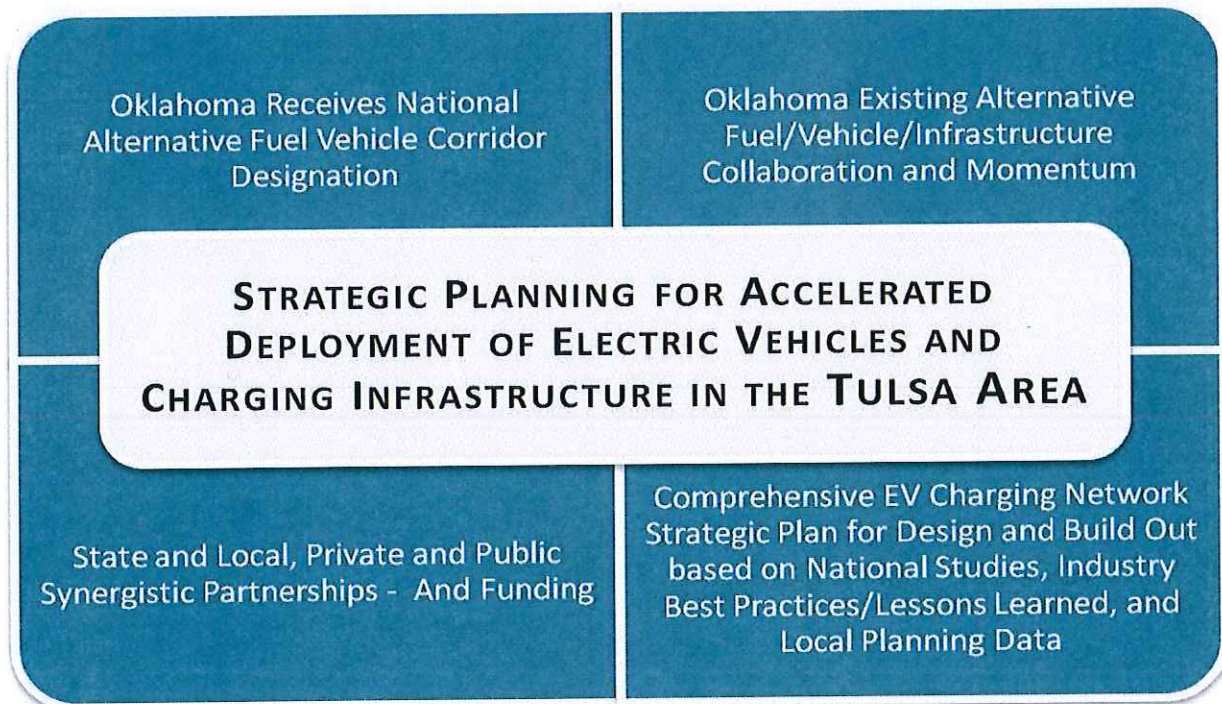 Oklahoma Receives National
Alternative Fuel Vehicle Corridor
Designation
Oklahoma Existing Alternative
Fuel/Vehicle/Infrastructure
Collaboration and Momentum
STRATEGIC PLANNING FOR ACCELERATED
DEPLOYMENT OF ELECTRIC VEHICLES AND
CHARGING INFRASTRUCTURE IN THE TULSA AREA
State and Local, Private and Public
Synergistic Partnerships - And Funding
Comprehensive EV Charging Network
Strategic Plan for Design and Build Out
based on National Studies, Industry
Best Practices/Lessons Learned, and
Local Planning Data